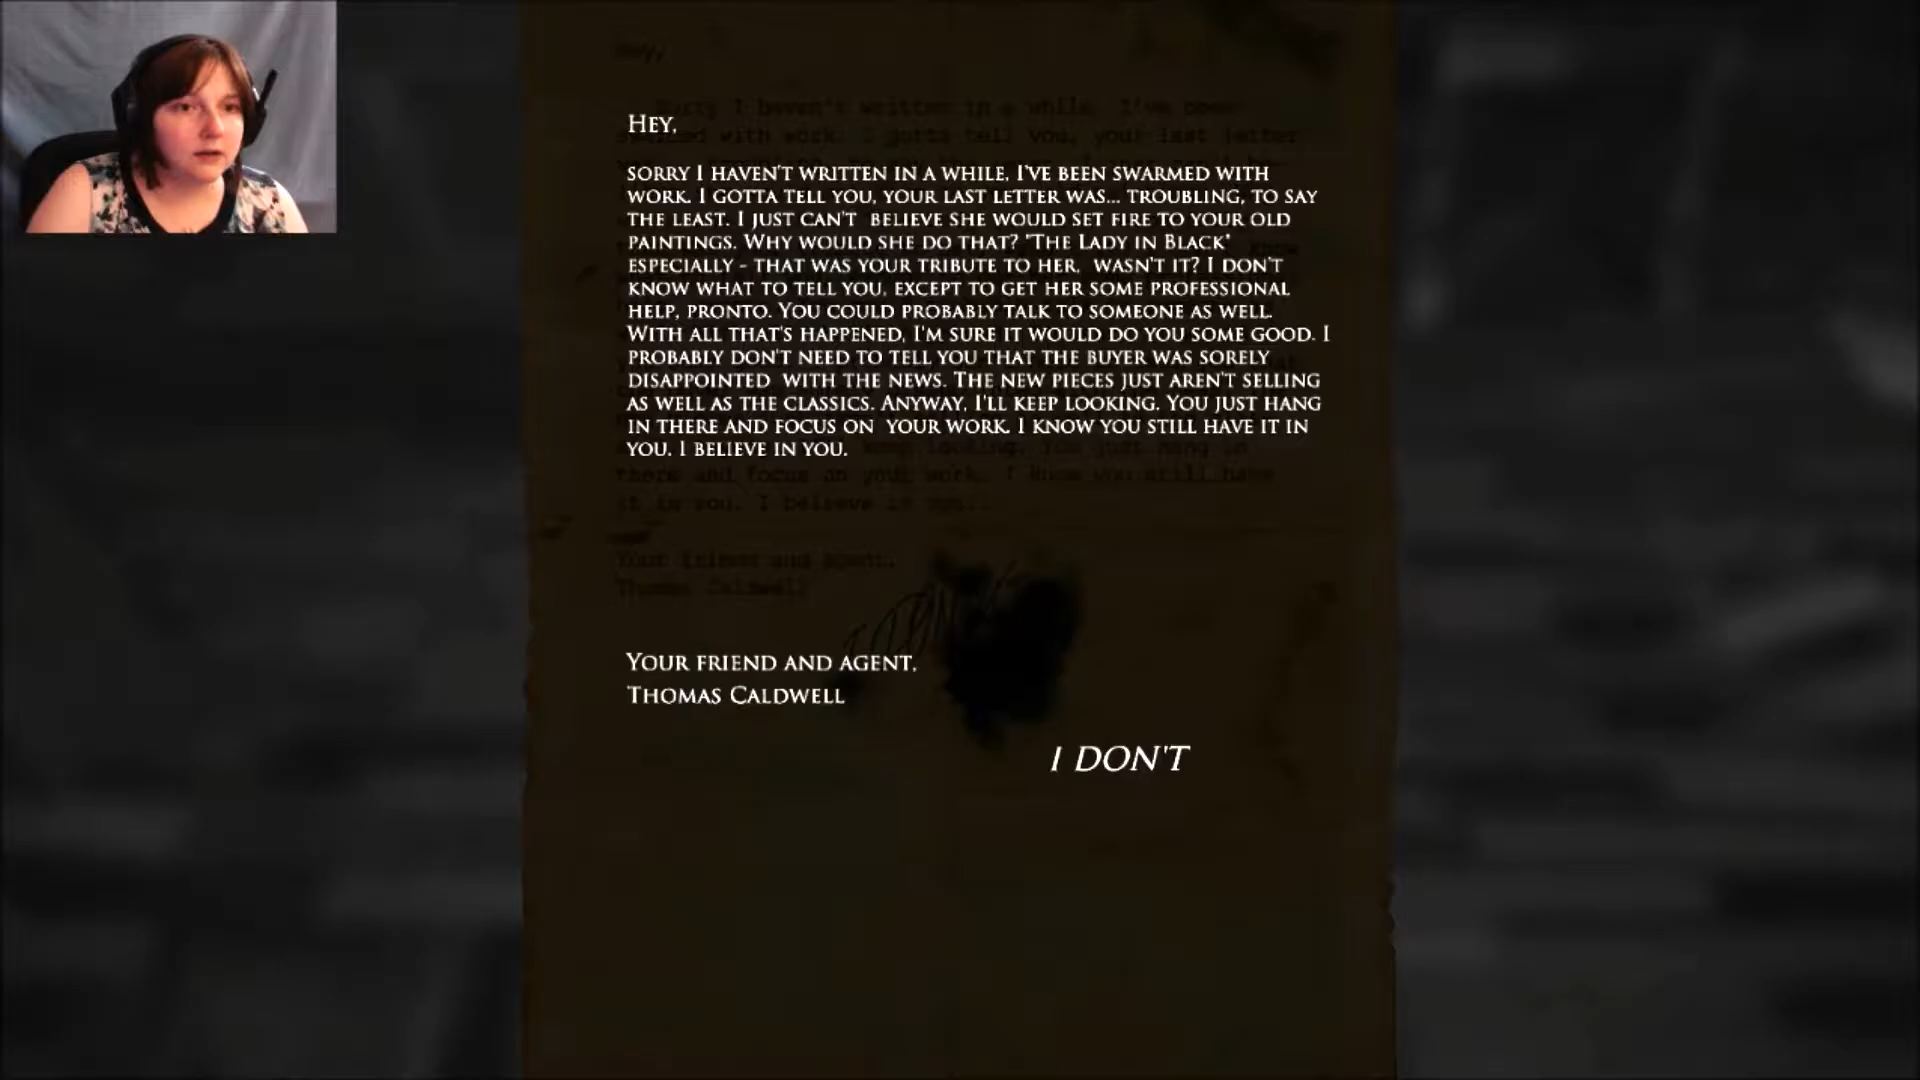 Hey,
sorry I haven't written in a while, I've been swarmed with
work. I gotta tell you, your last letter was... troubling, to say
the least. I just can't believe she would set fire to your old
paintings. Why would she do that? "The Lady in Black"
especially - that was your tribute to her, wasn't it? I don't
know what to tell you, except to get her some professional
help, pronto. You could probably talk to someone as well.
With all that's happened, I'm sure it would do you some good. I
probably don't need to tell you that the buyer was sorely
disappointed with the news. The new pieces just aren't selling
as well as the classics. Anyway, I'll keep looking. You just hang
in there and focus on your work. I know you still have it in
you. I believe in you.
Your friend and agent,
Thomas Caldwell
I DON'T